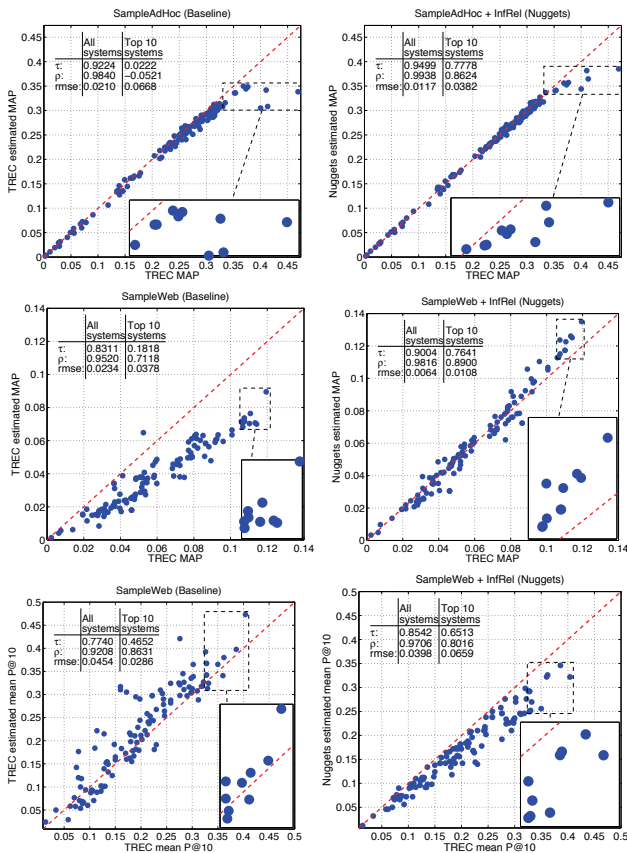 SampleAdHoc (Baseline)
All Top 10
systems systems
τ: 0.9224 0.0222
ρ: 0.9840 −0.0521
rmse: 0.0210 0.0668
TREC estimated MAP
0.45
0.4
0.35
0.3
0.25
0.2
0.15
0.1
0.05
0
0 0.05 0.1 0.15 0.2 0.25 0.3 0.35 0.4 0.45
TREC MAP
SampleAdHoc + InfRel (Nuggets)
All Top 10
systems systems
τ: 0.9499 0.7778
ρ: 0.9938 0.8624
rmse: 0.0117 0.0382
Nuggets estimated MAP
0.45
0.4
0.35
0.3
0.25
0.2
0.15
0.1
0.05
0
0 0.05 0.1 0.15 0.2 0.25 0.3 0.35 0.4 0.45
TREC MAP
SampleWeb (Baseline)
All Top 10
systems systems
τ: 0.8311 0.1818
ρ: 0.9520 0.7118
rmse: 0.0234 0.0378
TREC estimated MAP
0.14
0.12
0.1
0.08
0.06
0.04
0.02
0
0 0.02 0.04 0.06 0.08 0.1 0.12 0.14
TREC MAP
SampleWeb + InfRel (Nuggets)
All Top 10
systems systems
τ: 0.9004 0.7641
ρ: 0.9816 0.8900
rmse: 0.0064 0.0108
Nuggets estimated MAP
0.14
0.12
0.1
0.08
0.06
0.04
0.02
0
0 0.02 0.04 0.06 0.08 0.1 0.12 0.14
TREC MAP
SampleWeb (Baseline)
All Top 10
systems systems
τ: 0.7740 0.4652
ρ: 0.9208 0.8631
rmse: 0.0454 0.0286
TREC estimated mean P@10
0.5
0.45
0.4
0.35
0.3
0.25
0.2
0.15
0.1
0.05
0.05 0.1 0.15 0.2 0.25 0.3 0.35 0.4 0.45 0.5
TREC mean P@10
SampleWeb + InfRel (Nuggets)
All Top 10
systems systems
τ: 0.8542 0.6513
ρ: 0.9706 0.8016
rmse: 0.0398 0.0659
Nuggets estimated mean P@10
0.5
0.45
0.4
0.35
0.3
0.25
0.2
0.15
0.1
0.05
0.05 0.1 0.15 0.2 0.25 0.3 0.35 0.4 0.45 0.5
TREC mean P@10